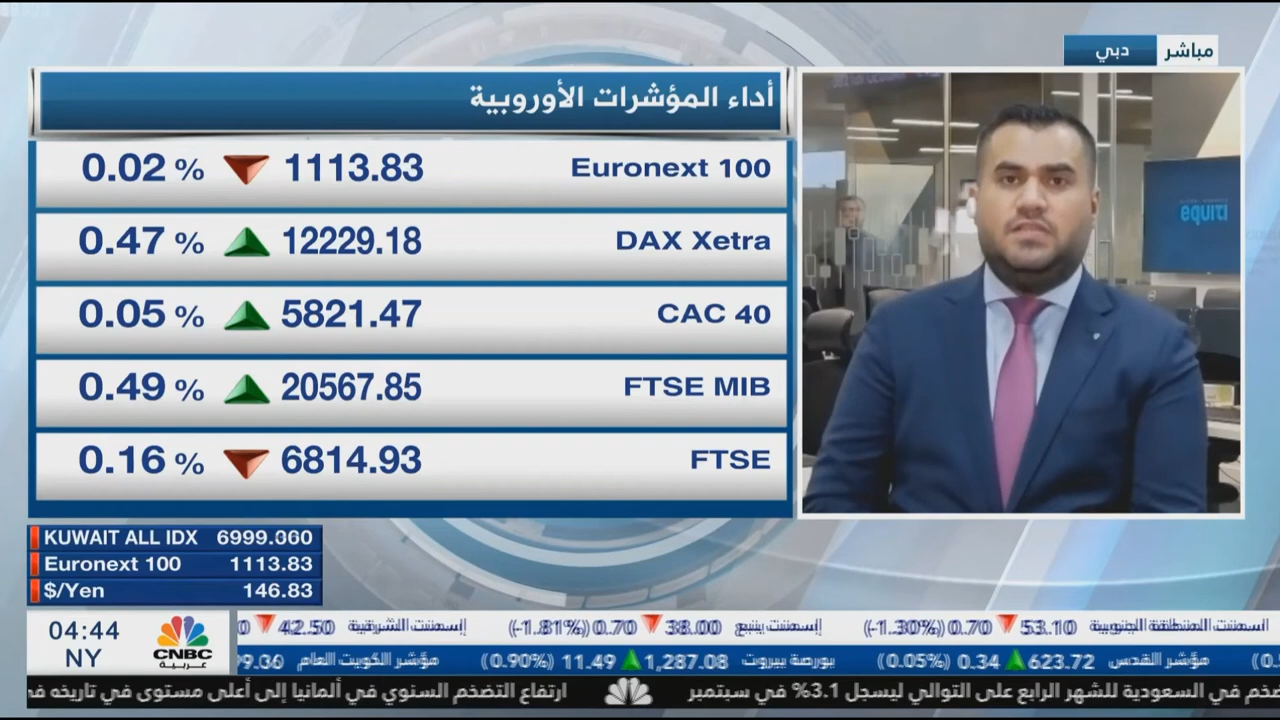 مباشر دبي
أداء المؤشرات الأوروبية
Euronext 100 1113.83 0.02 %
DAX Xetra 12229.18 0.47 %
CAC 40 5821.47 0.05 %
FTSE MIB 20567.85 0.49 %
FTSE 6814.93 0.16 %
equiti
KUWAIT ALL IDX 6999.360
Euronext 100 1113.83
$/Yen 146.83
04:44
NY
CNBC
عربية
اسمنت المنطقة الجنوبية 53.10 0.70 (-1.30%) إسمنت ينبع 38.00 0.70 (-1.81%) إسمنت الشرقية 42.50
مؤشر القدس 623.72 0.34 (0.05%) بورصة بيروت 1,287.08 11.49 (0.90%) مؤشر الكويت العام
في السعودية للشهر الرابع على التوالي ليسجل 3.1% في سبتمبر ارتفاع التضخم السنوي في ألمانيا إلى أعلى مستوى في تاريخه